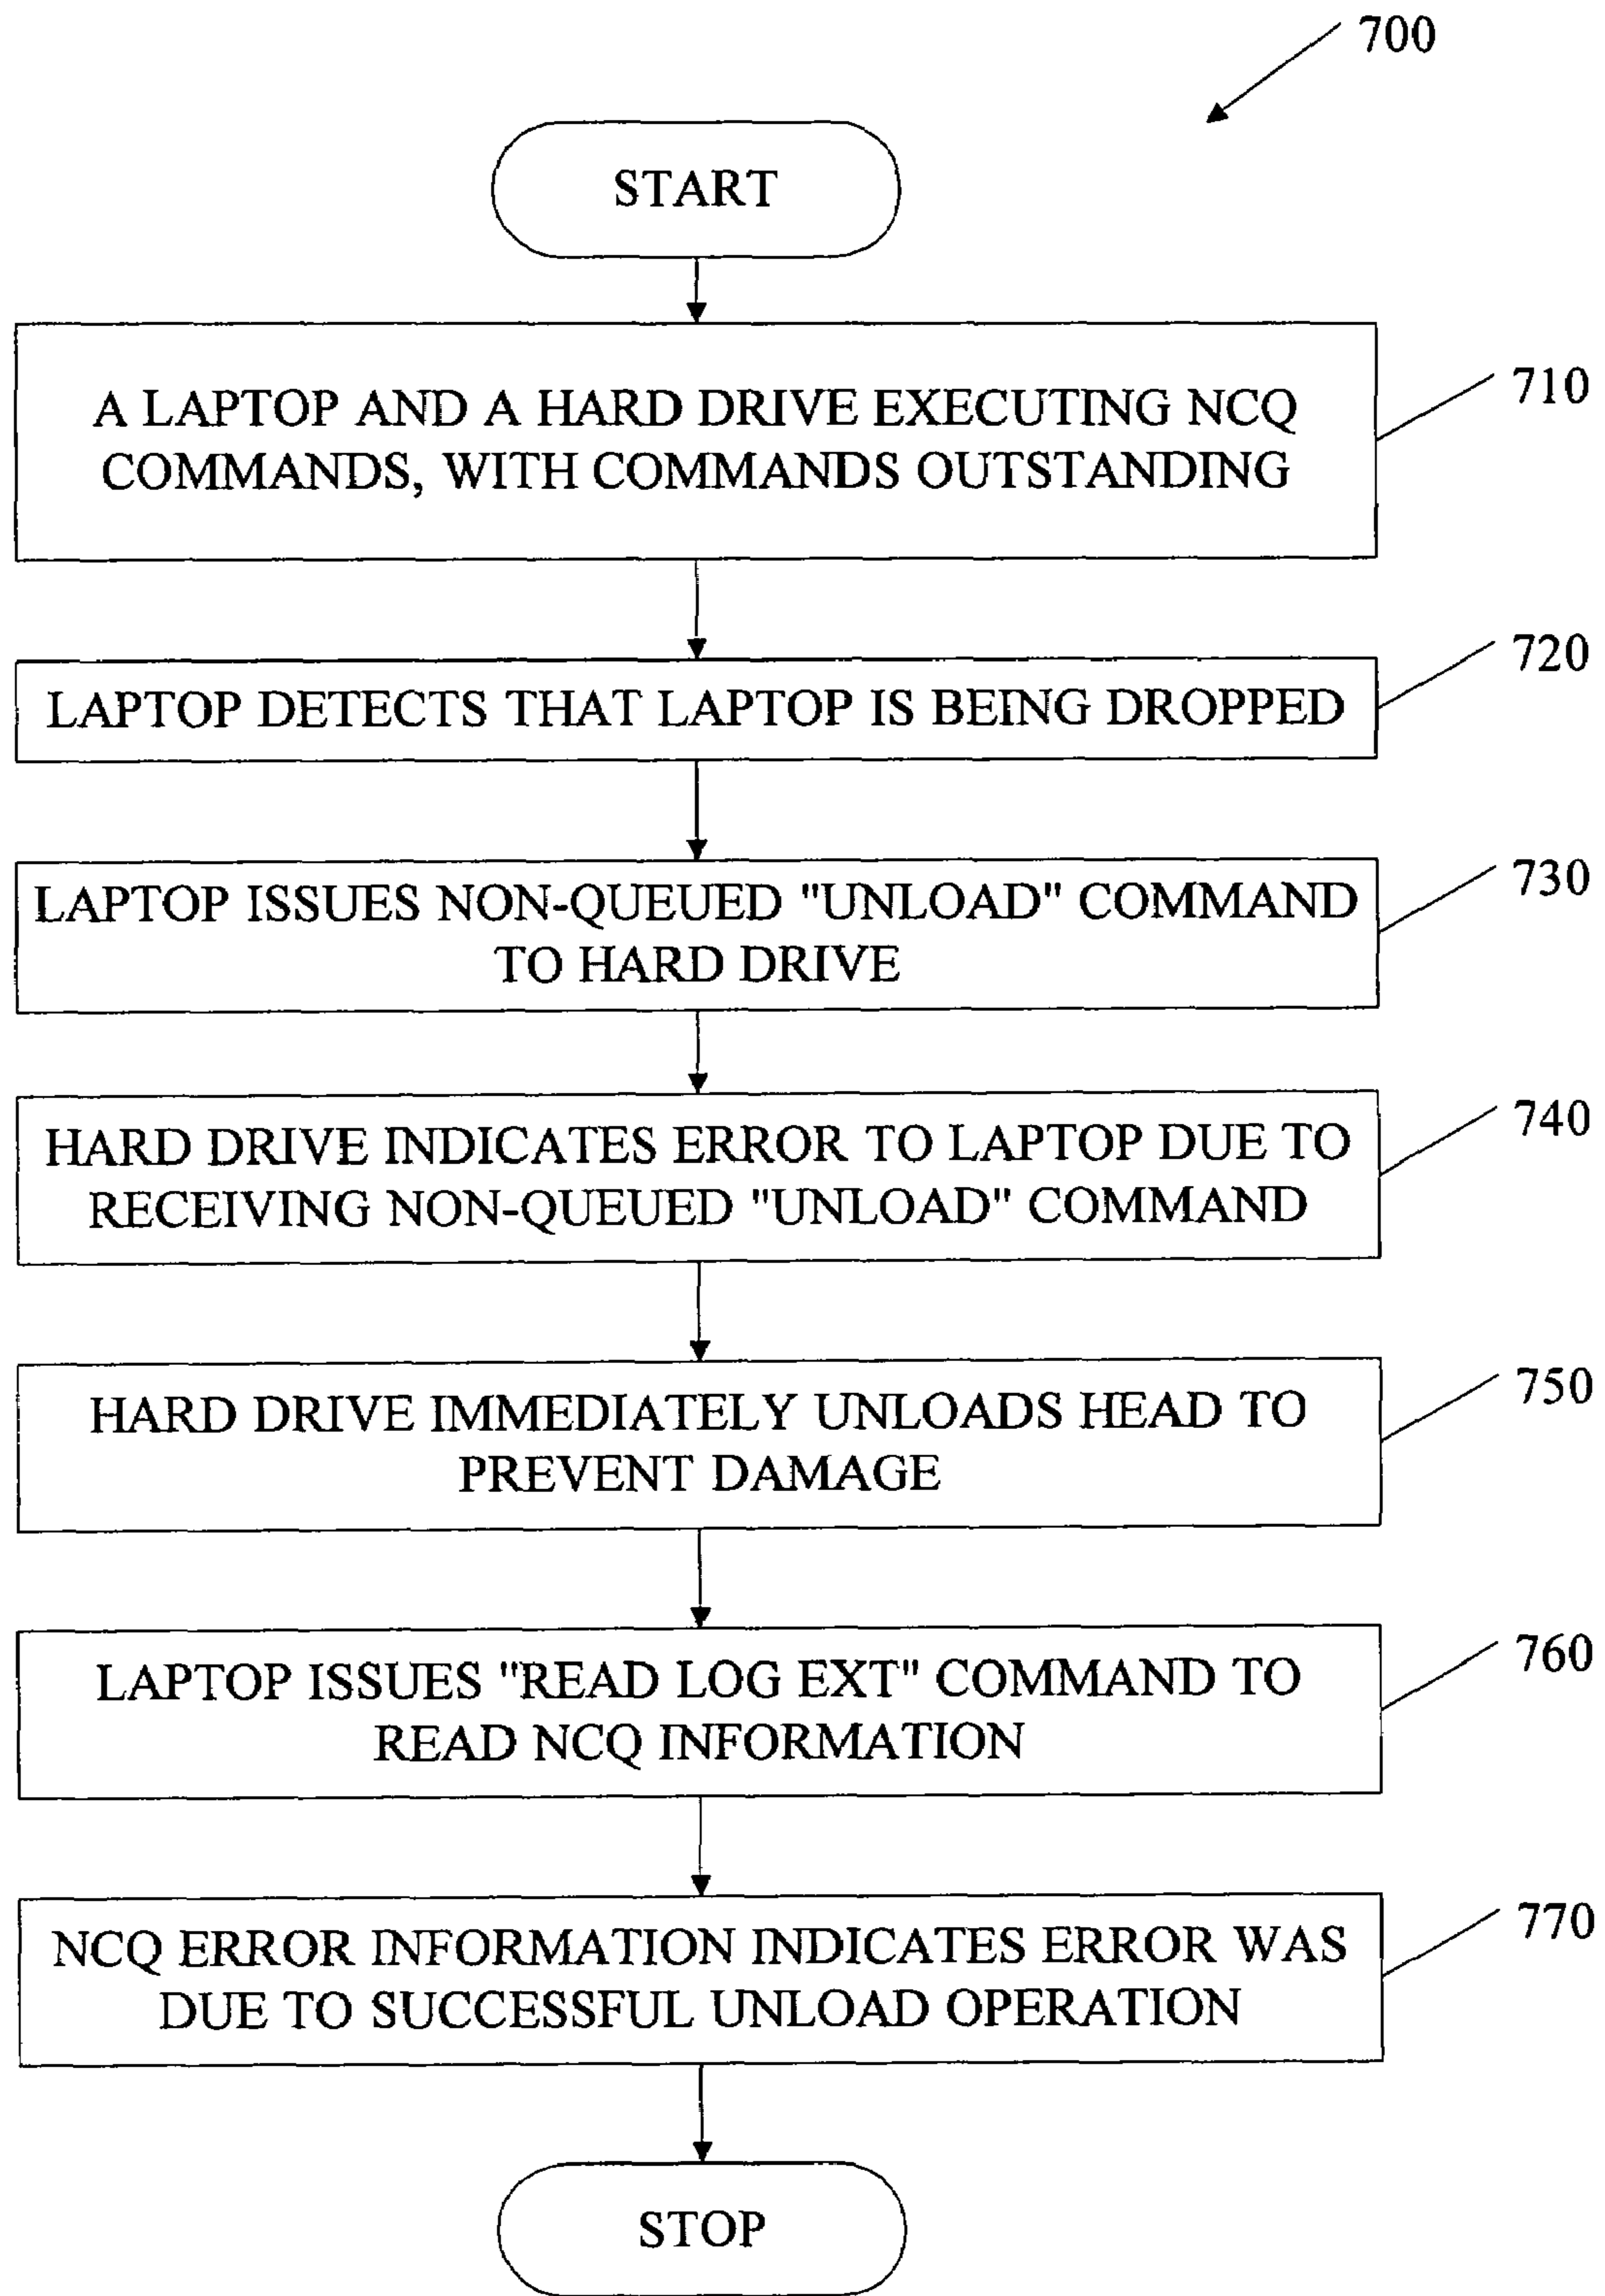 700
START
A LAPTOP AND A HARD DRIVE EXECUTING NCQ
COMMANDS, WITH COMMANDS OUTSTANDING
710
LAPTOP DETECTS THAT LAPTOP IS BEING DROPPED
720
LAPTOP ISSUES NON-QUEUED "UNLOAD" COMMAND
TO HARD DRIVE
730
HARD DRIVE INDICATES ERROR TO LAPTOP DUE TO
RECEIVING NON-QUEUED "UNLOAD" COMMAND
740
HARD DRIVE IMMEDIATELY UNLOADS HEAD TO
PREVENT DAMAGE
750
LAPTOP ISSUES "READ LOG EXT" COMMAND TO
READ NCQ INFORMATION
760
NCQ ERROR INFORMATION INDICATES ERROR WAS
DUE TO SUCCESSFUL UNLOAD OPERATION
770
STOP